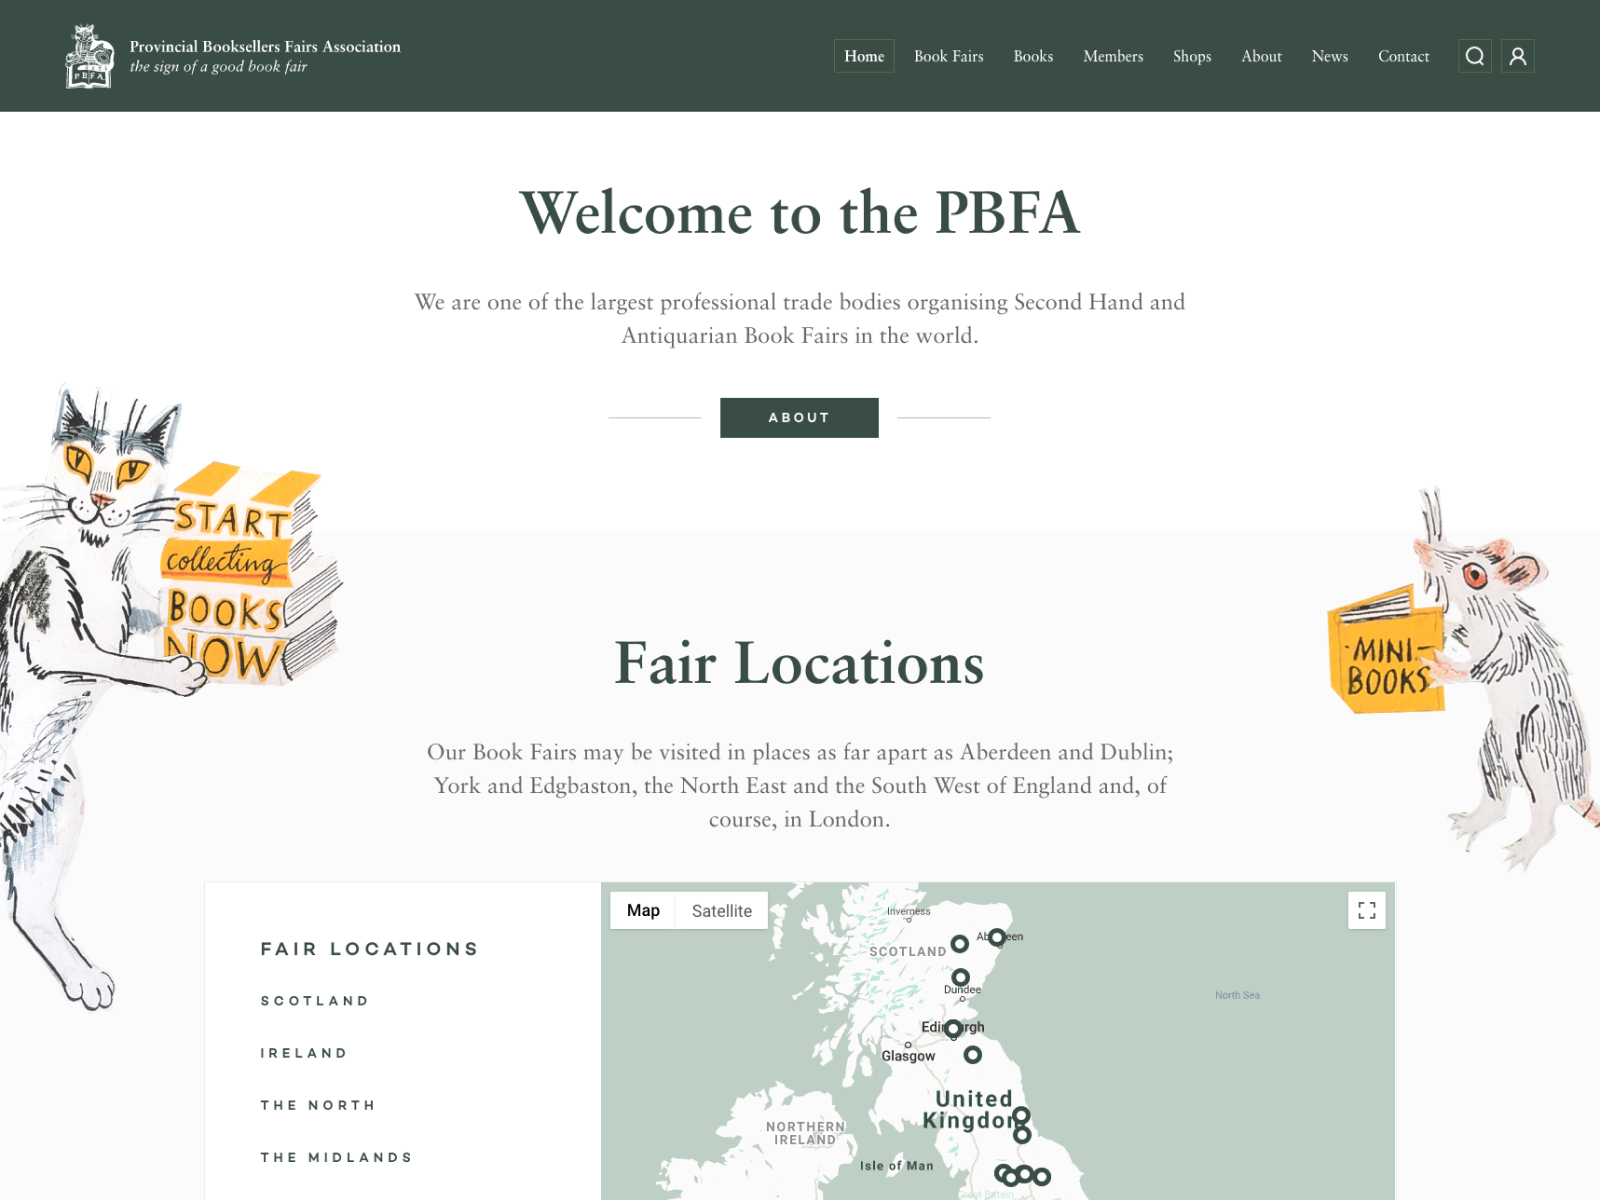 Provincial Booksellers Fairs Association
the sign of a good book fair
PBFA
Home
Book Fairs
Books
Members
Shops
About
News
Contact
Welcome to the PBFA
We are one of the largest professional trade bodies organising Second Hand and
Antiquarian Book Fairs in the world.
ABOUT
START
collecting
BOOKS
NOW
MINI-
BOOKS
Fair Locations
Our Book Fairs may be visited in places as far apart as Aberdeen and Dublin;
York and Edgbaston, the North East and the South West of England and, of
course, in London.
FAIR LOCATIONS
SCOTLAND
IRELAND
THE NORTH
THE MIDLANDS
Map
Satellite
Inverness
SCOTLAND
Dundee
Glasgow
North Sea
United
Kingdom
NORTHERN
IRELAND
Isle of Man